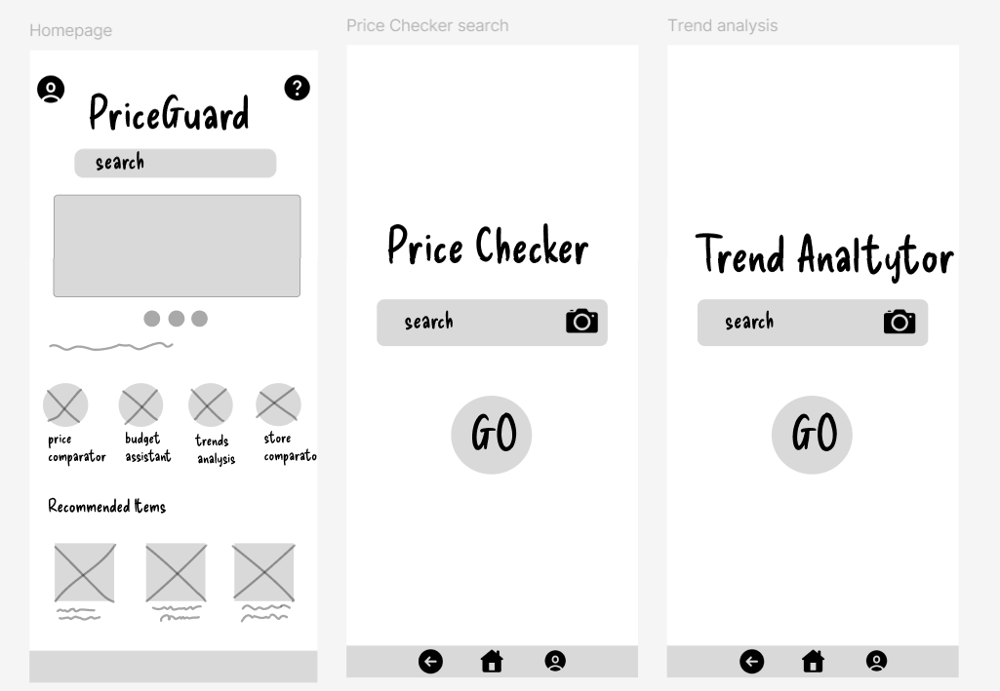 Homepage
Price Checker search
Trend analysis
PriceGuard
search
price
comparator
budget
assistant
trends
analysis
store
comparato
Recommended Items
Price Checker
search
GO
Trend Analtytor
search
GO